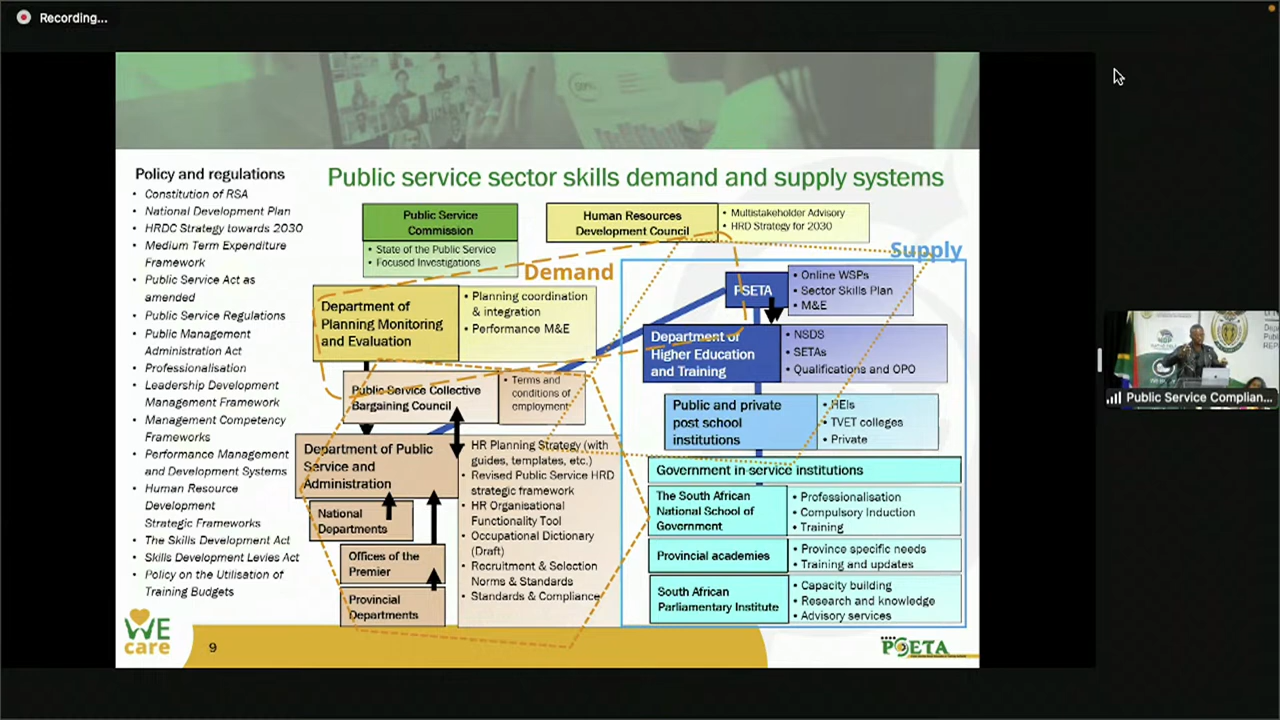 Recording...
Policy and regulations
• Constitution of RSA
• National Development Plan
• HRDC Strategy towards 2030
• Medium Term Expenditure
Framework
• Public Service Act as
amended
• Public Service Regulations
• Public Management
Administration Act
• Professionalisation
• Leadership Development
Management Framework
• Management Competency
Frameworks
• Performance Management
and Development Systems
• Human Resource
Development
Strategic Frameworks
• The Skills Development Act
• Skills Development Levies Act
• Policy on the Utilisation of
Training Budgets
Public service sector skills demand and supply systems
Public Service
Commission
• State of the Public Service
• Focused Investigations
Human Resources
Development Council
• Multistakeholder Advisory
• HRD Strategy for 2030
Demand
Supply
Department of
Planning Monitoring
and Evaluation
• Planning coordination
& integration
• Performance M&E
Public Service Collective
Bargaining Council
• Terms and
conditions of
employment
Department of Public
Service and
Administration
National
Departments
Offices of the
Premier
Provincial
Departments
• HR Planning Strategy (with
guides, templates, etc.)
• Revised Public Service HRD
strategic framework
• HR Organisational
Functionality Tool
• Occupational Dictionary
(Draft)
• Recruitment & Selection
Norms & Standards
• Standards & Compliance
PSETA
• Online WSPs
• Sector Skills Plan
• M&E
Department of
Higher Education
and Training
• NSDS
• SETAs
• Qualifications and OPO
Public and private
post school
institutions
• HEIs
• TVET colleges
• Private
Government in-service institutions
The South African
National School of
Government
• Professionalisation
• Compulsory Induction
• Training
Provincial academies
• Province specific needs
• Training and updates
South African
Parliamentary Institute
• Capacity building
• Research and knowledge
• Advisory services
WE
care
9
PSETA
Public Service Complian...